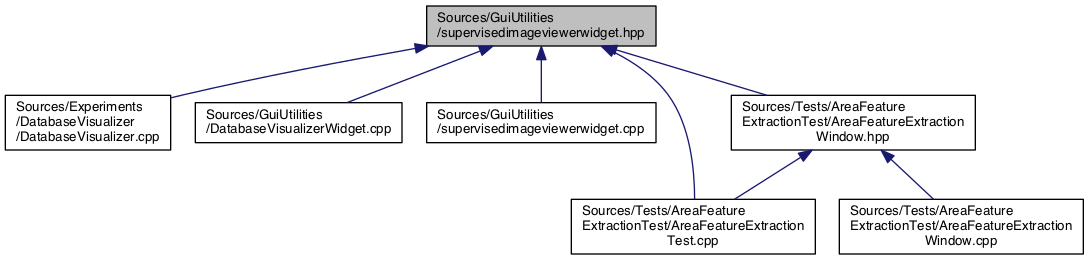 Sources/GuiUtilities
/supervisedimageviewerwidget.hpp
Sources/Experiments
/DatabaseVisualizer
/DatabaseVisualizer.cpp
Sources/GuiUtilities
/DatabaseVisualizerWidget.cpp
Sources/GuiUtilities
/supervisedimageviewerwidget.cpp
Sources/Tests/AreaFeature
ExtractionTest/AreaFeatureExtraction
Window.hpp
Sources/Tests/AreaFeature
ExtractionTest/AreaFeatureExtraction
Test.cpp
Sources/Tests/AreaFeature
ExtractionTest/AreaFeatureExtraction
Window.cpp